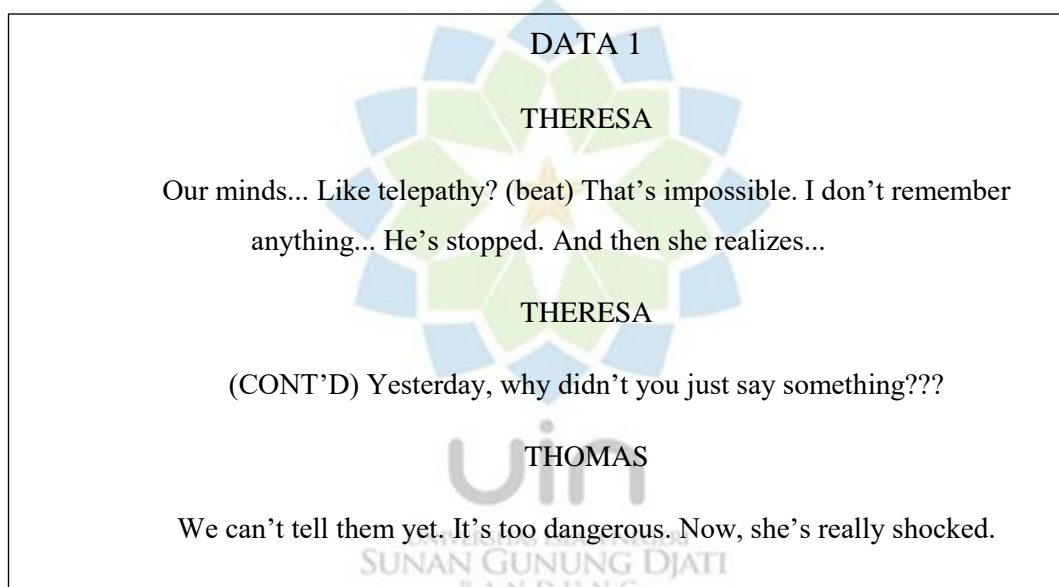 DATA 1
THERESA
Our minds... Like telepathy? (beat) That’s impossible. I don’t remember
anything... He’s stopped. And then she realizes...
THERESA
(CONT’D) Yesterday, why didn’t you just say something???
uin
THOMAS
We can’t tell them yet. It’s too dangerous. Now, she’s really shocked.
SUNAN GUNUNG DJATI
BANDUNG